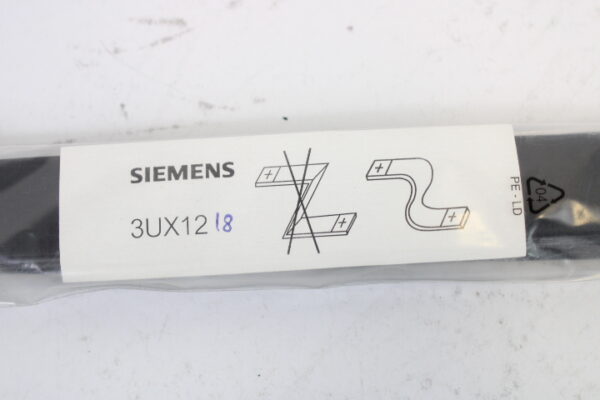 SIEMENS
3UX12 18
04
PE-LD